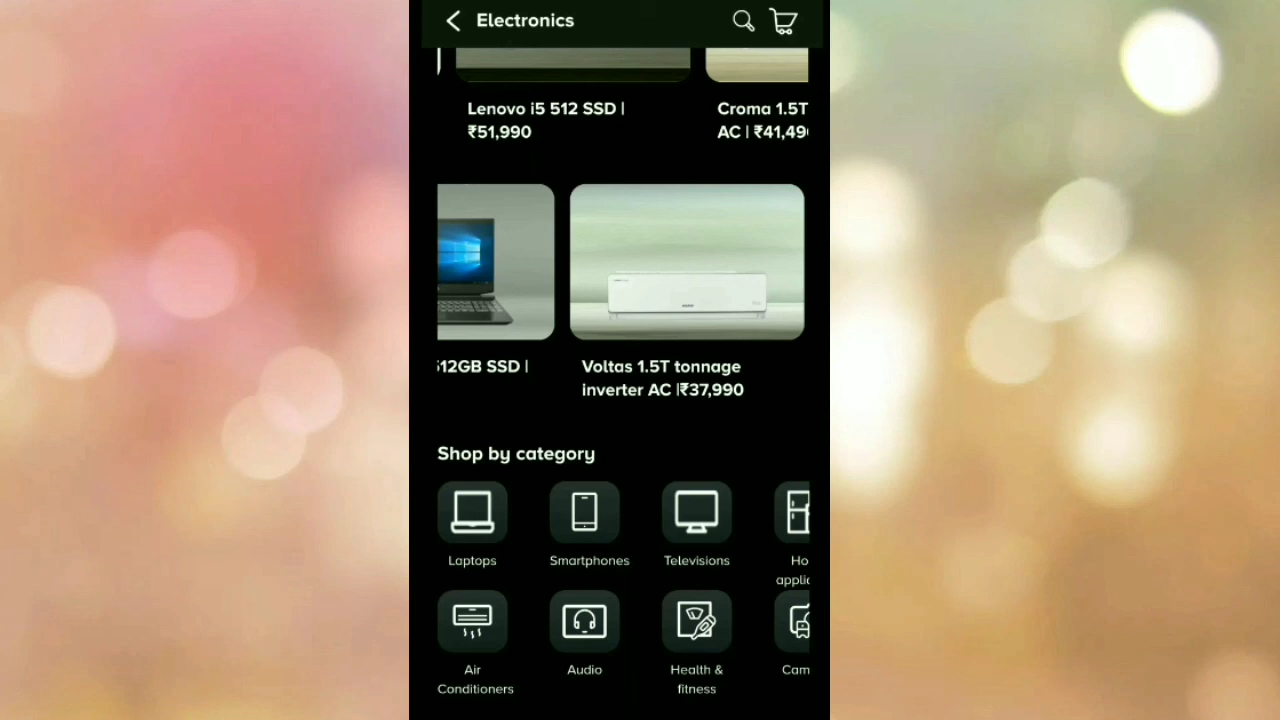 Electronics
Lenovo i5 512 SSD |
₹51,990
Croma 1.5T
AC | ₹41,49
512GB SSD |
Voltas 1.5T tonnage
inverter AC |₹37,990
Shop by category
Laptops
Smartphones
Televisions
Ho
applic
Air
Conditioners
Audio
Health &
fitness
Cam